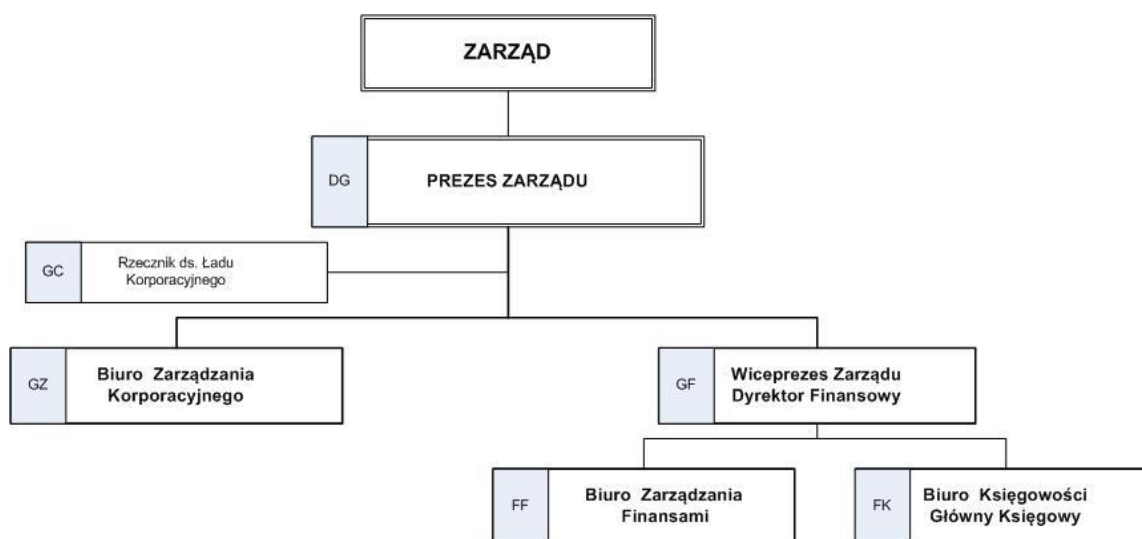 ZARZĄD
DG
PREZES ZARZĄDU
GC
Rzecznik ds. Ładu
Korporacyjnego
GZ
Biuro Zarządzania
Korporacyjnego
GF
Wiceprezes Zarządu
Dyrektor Finansowy
FF
Biuro Zarządzania
Finansami
FK
Biuro Księgowości
Główny Księgowy